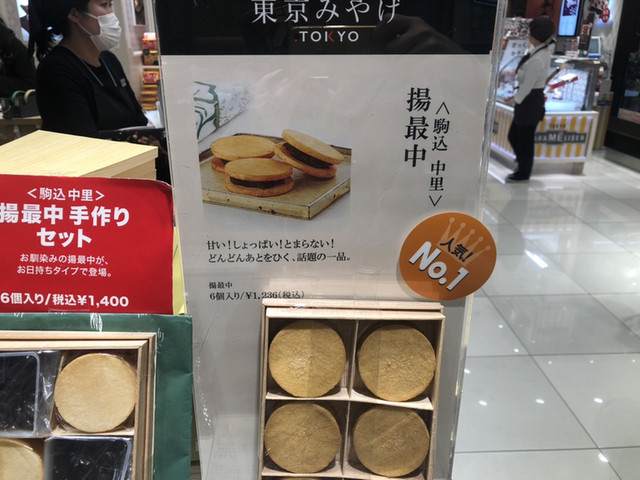 東京みやげ
TOKYO
〈駒込 中里〉
揚最中
甘い!しょっぱい!とまらない!
どんどんあとをひく、話題の一品。
揚最中
6個入り/¥1,236(税込)
人気!
No.1
〈駒込 中里〉
揚最中 手作り
セット
お馴染みの揚最中が、
お日持ちタイプで登場。
6個入り/税込¥1,400